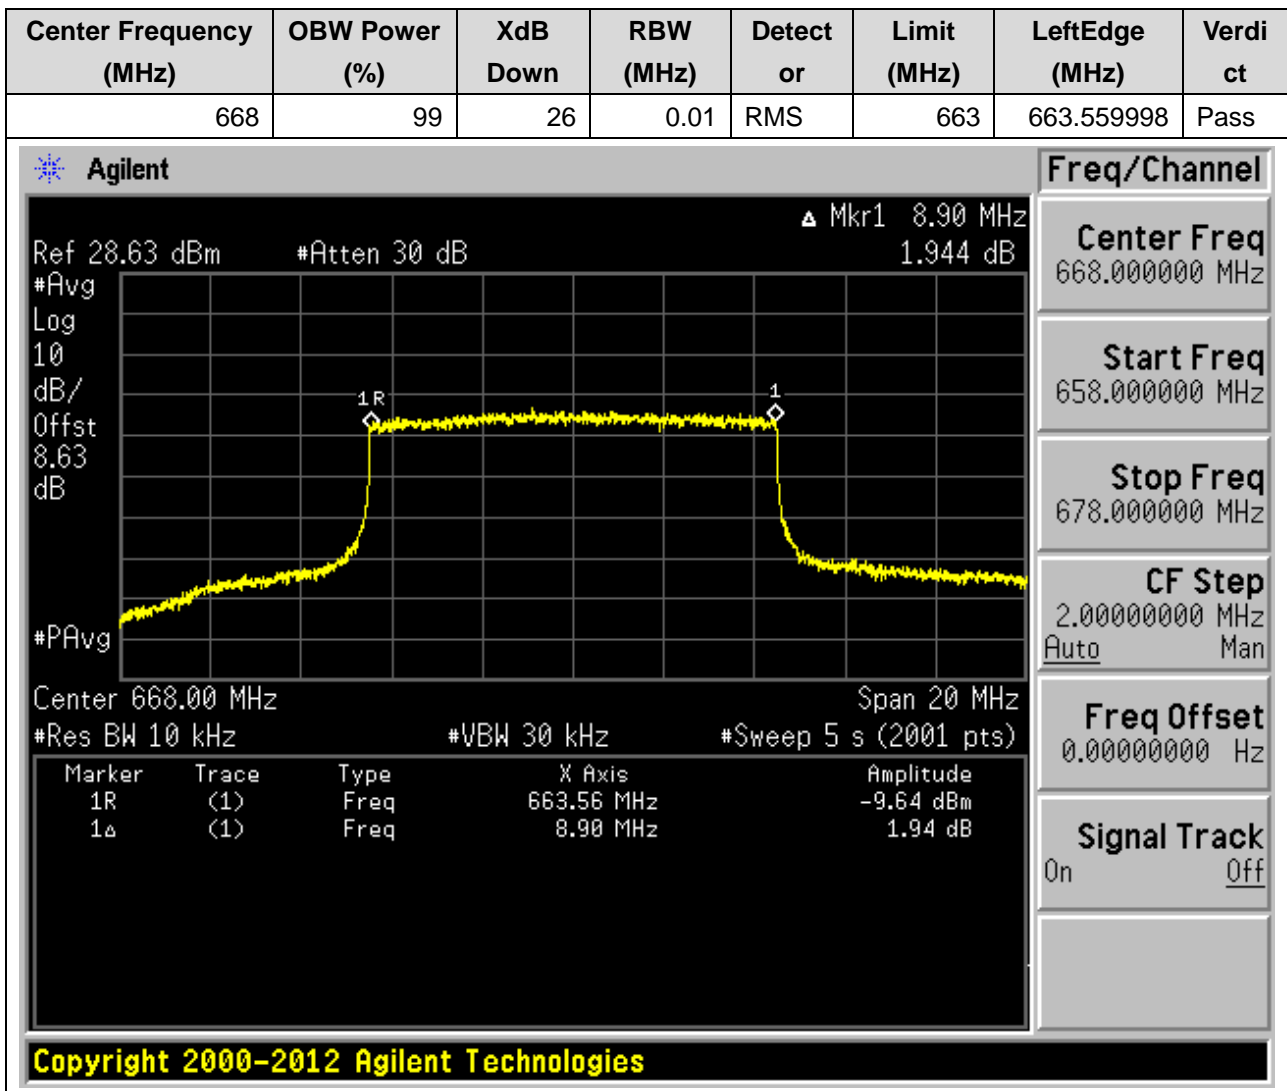 Center Frequency OBW Power XdB RBW Detect Limit LeftEdge Verdi
(MHz) (%) Down (MHz) or (MHz) (MHz) ct
668 99 26 0.01 RMS 663 663.559998 Pass
Agilent Freq/Channel
Δ Mkr1 8.90 MHz
Ref 28.63 dBm #Atten 30 dB 1.944 dB
#Avg
Log
10
dB/
Offst
8.63
dB
1R 1
#PAvg
Center 668.00 MHz Span 20 MHz
#Res BW 10 kHz #VBW 30 kHz #Sweep 5 s (2001 pts)
Marker Trace Type X Axis Amplitude
1R (1) Freq 663.56 MHz -9.64 dBm
1Δ (1) Freq 8.90 MHz 1.94 dB
Center Freq
668.000000 MHz
Start Freq
658.000000 MHz
Stop Freq
678.000000 MHz
CF Step
2.00000000 MHz
Auto Man
Freq Offset
0.00000000 Hz
Signal Track
On Off
Copyright 2000-2012 Agilent Technologies